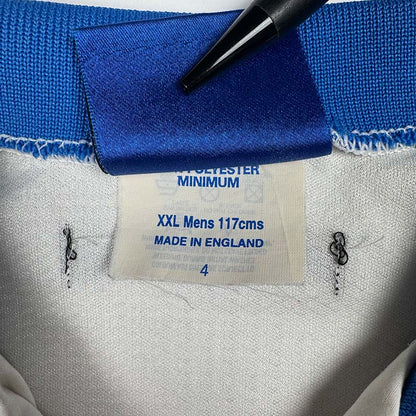 POLYESTER
MINIMUM
XXL Mens 117cms
MADE IN ENGLAND
4